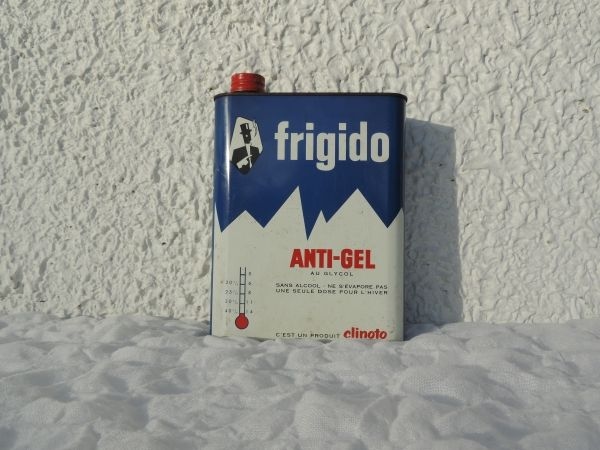 frigido
ANTI-GEL
AU GLYCOL
SANS ALCOOL - NE S'ÉVAPORE PAS
UNE SEULE DOSE POUR L'HIVER
C'EST UN PRODUIT clinoto